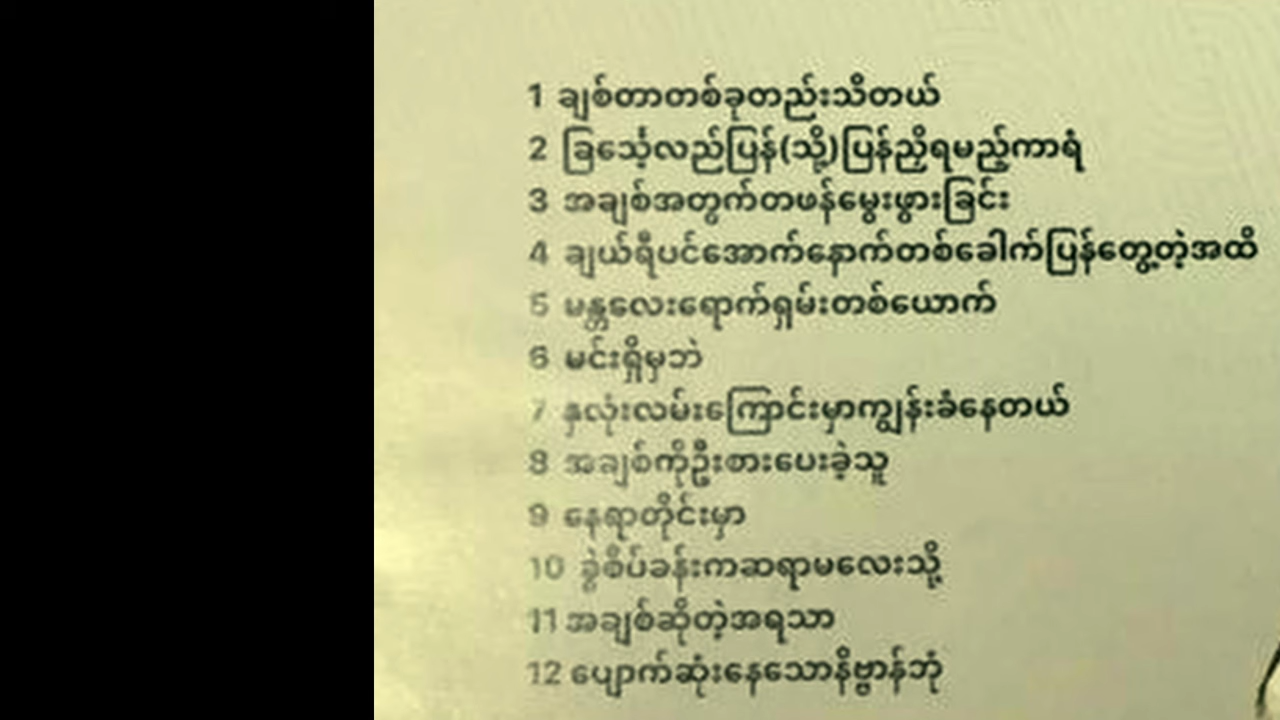 1 ချစ်တာတစ်ခုတည်းသိတယ်
2 ခြင်္သေ့လည်ပြန်(သို့)ပြန်ညှိရမည့်ကာရံ
3 အချစ်အတွက်တဖန်မွေးဖွားခြင်း
4 ချယ်ရီပင်အောက်နောက်တစ်ခေါက်ပြန်တွေ့တဲ့အထိ
5 မန္တလေးရောက်ရှမ်းတစ်ယောက်
6 မင်းရှိမှဘဲ
7 နှလုံးလမ်းကြောင်းမှာကျွန်းခံနေတယ်
8 အချစ်ကိုဦးစားပေးခဲ့သူ
9 နေရာတိုင်းမှာ
10 ခွဲစိပ်ခန်းကဆရာမလေးသို့
11 အချစ်ဆိုတဲ့အရသာ
12 ပျောက်ဆုံးနေသောနိဗ္ဗာန်ဘုံ